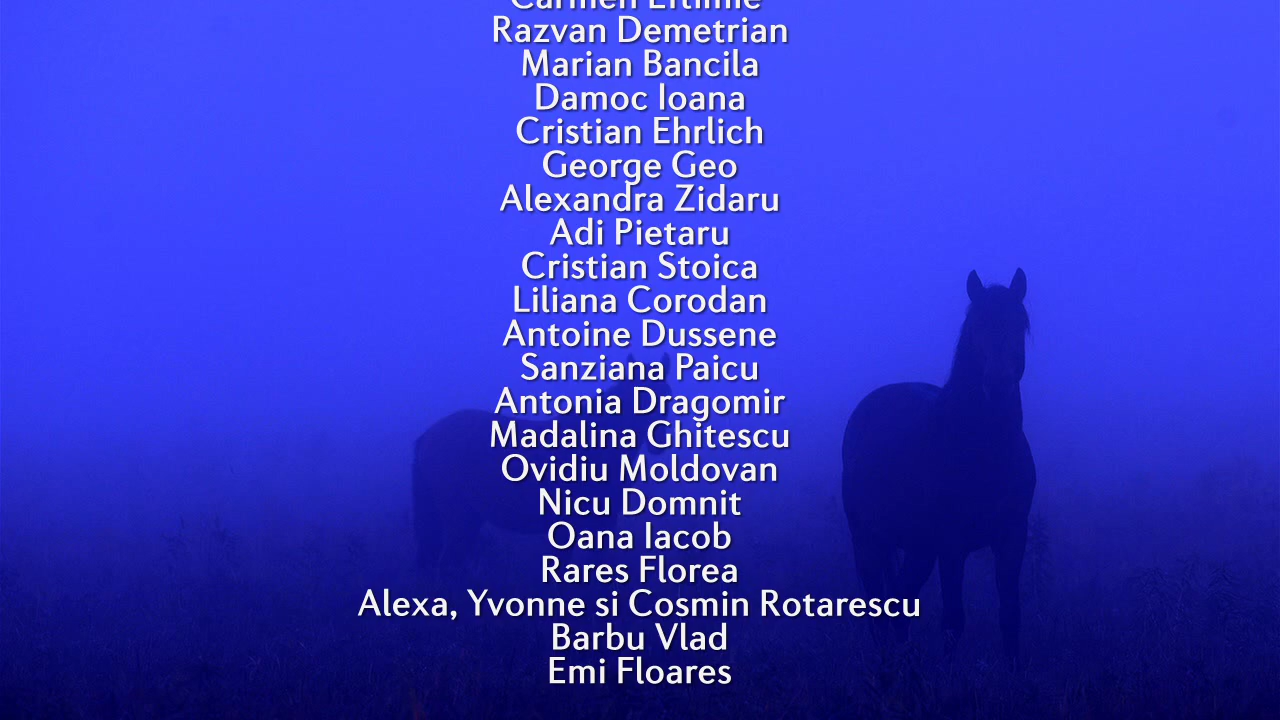 Carmen Eftimie
Razvan Demetrian
Marian Bancila
Damoc Ioana
Cristian Ehrlich
George Geo
Alexandra Zidaru
Adi Pietaru
Cristian Stoica
Liliana Corodan
Antoine Dussene
Sanziana Paicu
Antonia Dragomir
Madalina Ghitescu
Ovidiu Moldovan
Nicu Domnit
Oana Iacob
Rares Florea
Alexa, Yvonne si Cosmin Rotarescu
Barbu Vlad
Emi Floares